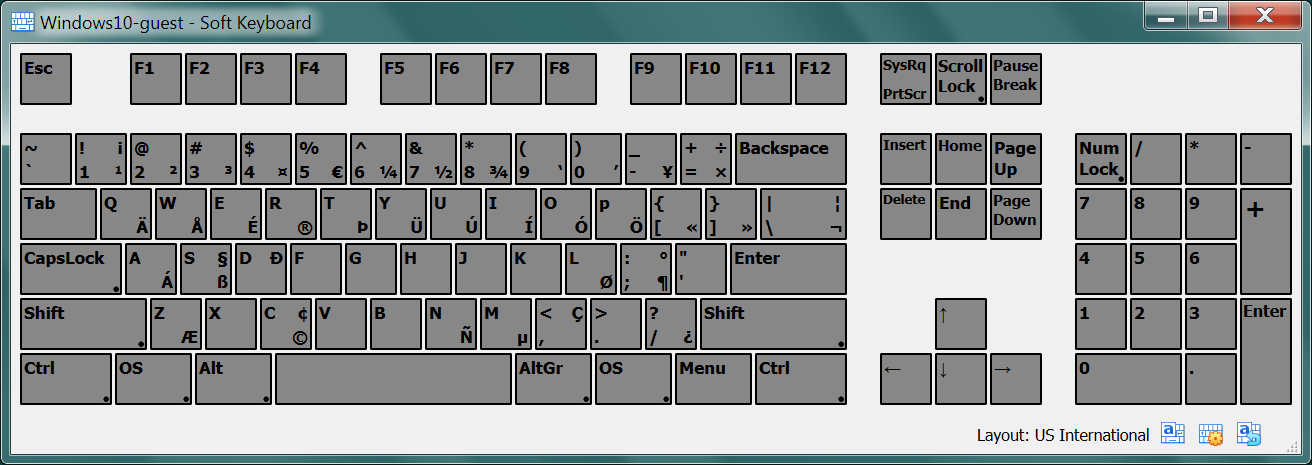 Windows10-guest - Soft Keyboard
Esc F1 F2 F3 F4 F5 F6 F7 F8 F9 F10 F11 F12 SysRq PrtScr Scroll Lock Pause Break
~ ` ! ¡ 1 ¹ @ 2 ² # 3 ³ $ 4 ¤ % 5 € ^ 6 ¼ & 7 ½ * 8 ¾ ( 9 ‘ ) 0 ’ _ - ¥ + ÷ = × Backspace Insert Home Page Up Num Lock / * -
Tab Q Ä W Å E É R ® T Þ Y Ü U Ú I Í O Ó p Ö { [ « } ] » | ¦ \ ¬ Delete End Page Down 7 8 9 +
CapsLock A Á S § ß D Ð F G H J K L Ø : ° ; ¶ " ' Enter 4 5 6
Shift Z Æ X C ¢ © V B N Ñ M µ < Ç , > . ? / ¿ Shift ↑ 1 2 3 Enter
Ctrl OS Alt AltGr OS Menu Ctrl ← ↓ → 0 .
Layout: US International